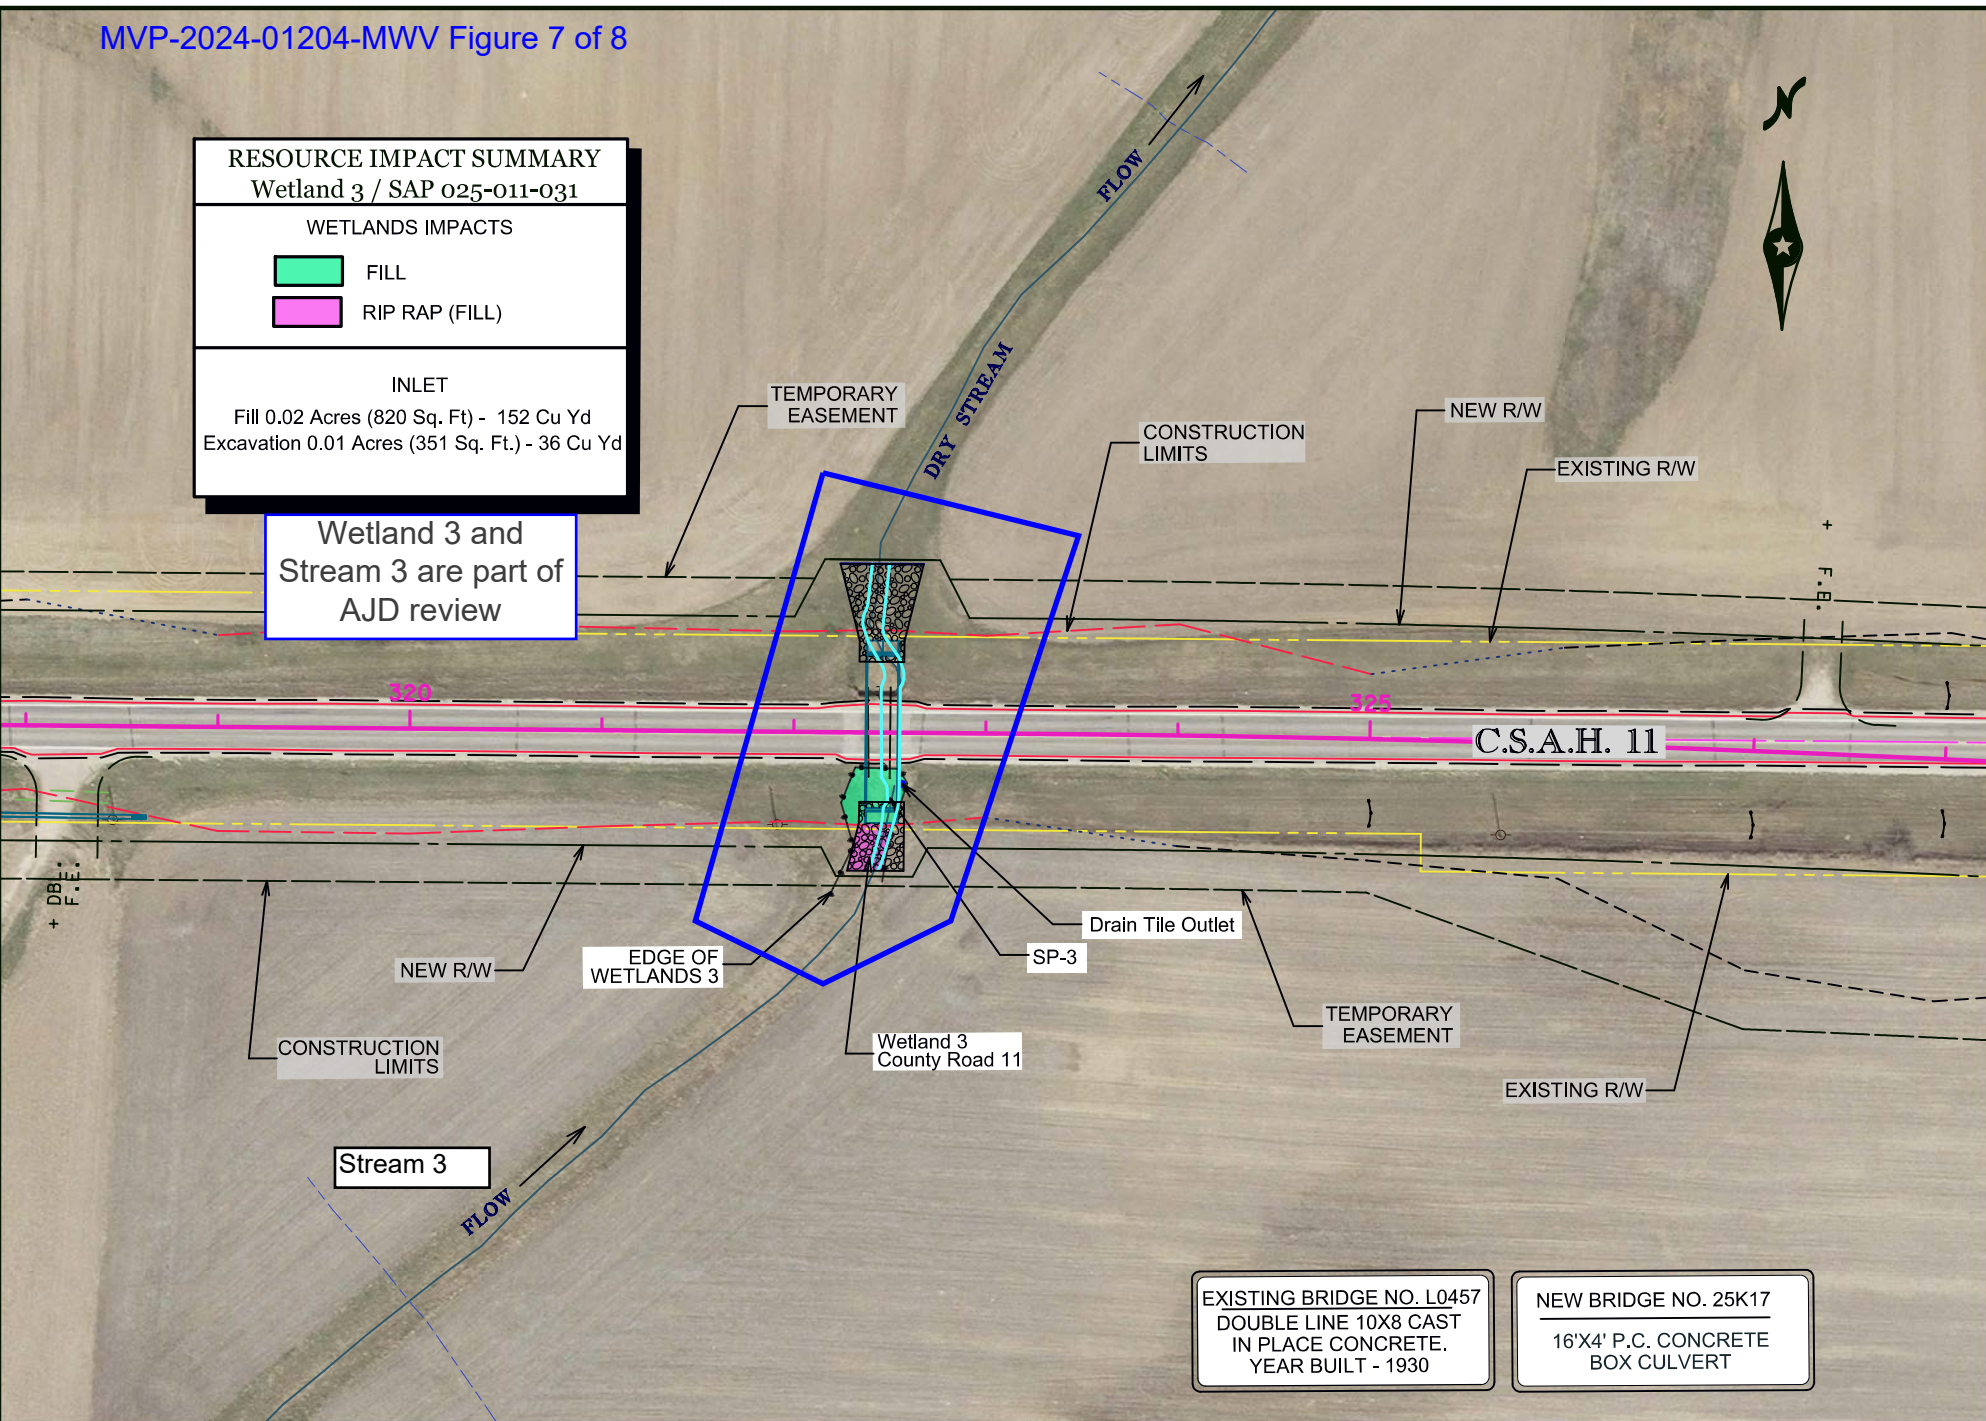 MVP-2024-01204-MWV Figure 7 of 8
N
RESOURCE IMPACT SUMMARY
Wetland 3 / SAP 025-011-031
WETLANDS IMPACTS
FILL
RIP RAP (FILL)
INLET
Fill 0.02 Acres (820 Sq. Ft) - 152 Cu Yd
Excavation 0.01 Acres (351 Sq. Ft.) - 36 Cu Yd
Wetland 3 and
Stream 3 are part of
AJD review
FLOW
DRY STREAM
TEMPORARY
EASEMENT
CONSTRUCTION
LIMITS
NEW R/W
EXISTING R/W
+ F.E.
320
325
C.S.A.H. 11
+ DBL.
F.E.
NEW R/W
EDGE OF
WETLANDS 3
Drain Tile Outlet
SP-3
CONSTRUCTION
LIMITS
Wetland 3
County Road 11
TEMPORARY
EASEMENT
EXISTING R/W
Stream 3
FLOW
EXISTING BRIDGE NO. L0457
DOUBLE LINE 10X8 CAST
IN PLACE CONCRETE.
YEAR BUILT - 1930
NEW BRIDGE NO. 25K17
16'X4' P.C. CONCRETE
BOX CULVERT